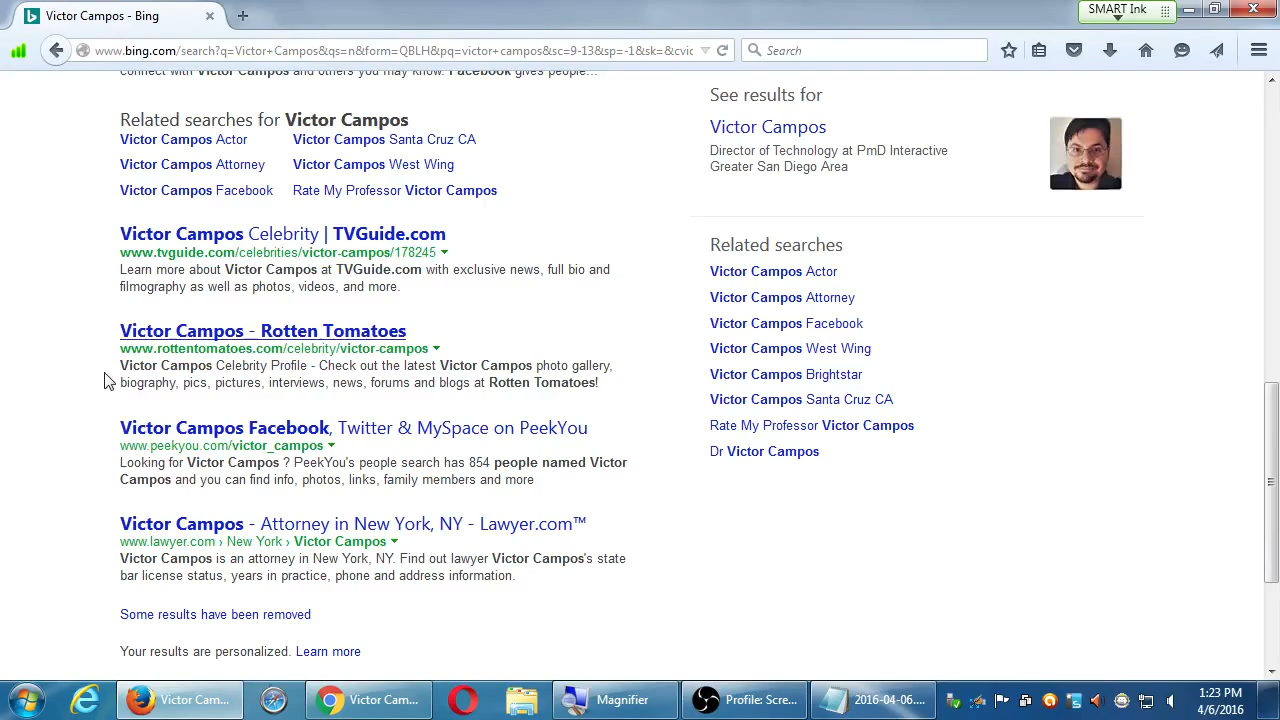 Victor Campos - Bing
SMART Ink
www.bing.com/search?q=Victor+Campos&qs=n&form=QBLH&pq=victor+campos&sc=9-13&sp=-1&sk=&cvic
Search
connect with Victor Campos and others you may know. Facebook gives people...
Related searches for Victor Campos
Victor Campos Actor
Victor Campos Santa Cruz CA
Victor Campos Attorney
Victor Campos West Wing
Victor Campos Facebook
Rate My Professor Victor Campos
Victor Campos Celebrity | TVGuide.com
www.tvguide.com/celebrities/victor-campos/178245
Learn more about Victor Campos at TVGuide.com with exclusive news, full bio and
filmography as well as photos, videos, and more.
Victor Campos - Rotten Tomatoes
www.rottentomatoes.com/celebrity/victor-campos
Victor Campos Celebrity Profile - Check out the latest Victor Campos photo gallery,
biography, pics, pictures, interviews, news, forums and blogs at Rotten Tomatoes!
Victor Campos Facebook, Twitter & MySpace on PeekYou
www.peekyou.com/victor_campos
Looking for Victor Campos ? PeekYou's people search has 854 people named Victor
Campos and you can find info, photos, links, family members and more
Victor Campos - Attorney in New York, NY - Lawyer.com™
www.lawyer.com › New York › Victor Campos
Victor Campos is an attorney in New York, NY. Find out lawyer Victor Campos's state
bar license status, years in practice, phone and address information.
Some results have been removed
Your results are personalized. Learn more
See results for
Victor Campos
Director of Technology at PmD Interactive
Greater San Diego Area
Related searches
Victor Campos Actor
Victor Campos Attorney
Victor Campos Facebook
Victor Campos West Wing
Victor Campos Brightstar
Victor Campos Santa Cruz CA
Rate My Professor Victor Campos
Dr Victor Campos
Victor Cam...
Victor Cam...
Magnifier
Profile: Scre...
2016-04-06....
1:23 PM
4/6/2016